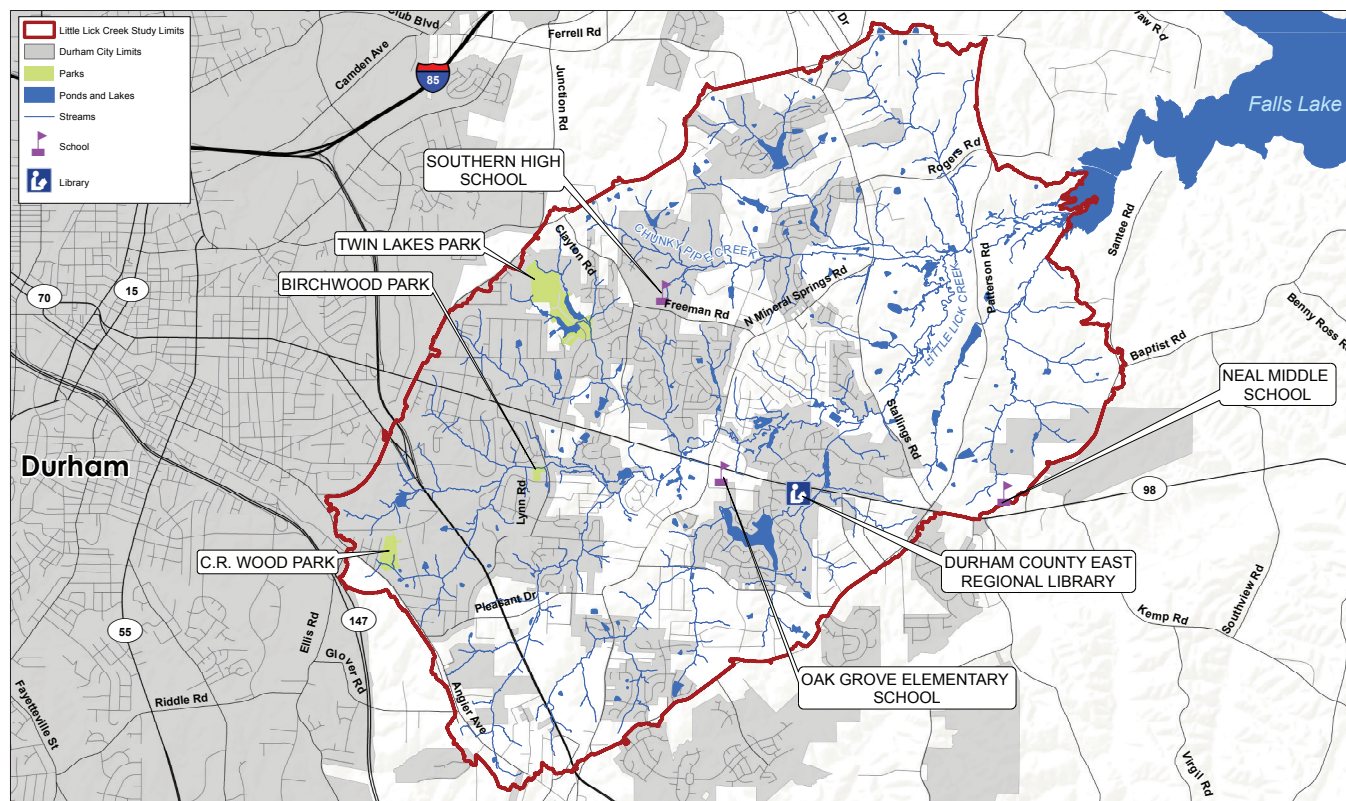 Little Lick Creek Study Limits
Durham City Limits
Parks
Ponds and Lakes
Streams
School
Library
Club Blvd
Camden Ave
85
Ferrell Rd
Junction Rd
Dr
Falls Lake
Rogers Rd
Santee Rd
SOUTHERN HIGH
SCHOOL
TWIN LAKES PARK
BIRCHWOOD PARK
Clayton Rd
CHUNKY PIPE CREEK
Freeman Rd
N Mineral Springs Rd
LITTLE LICK CREEK
Patterson Rd
70
15
Benny Ross R
Baptist Rd
NEAL MIDDLE
SCHOOL
Stallings Rd
Durham
Lynn Rd
98
C.R. WOOD PARK
DURHAM COUNTY EAST
REGIONAL LIBRARY
Pleasant Dr
Ellis Rd
147
55
Glover Rd
Kemp Rd
Southview Rd
OAK GROVE ELEMENTARY
SCHOOL
Riddle Rd
Angier Ave
Fayetteville St
Virgil Rd